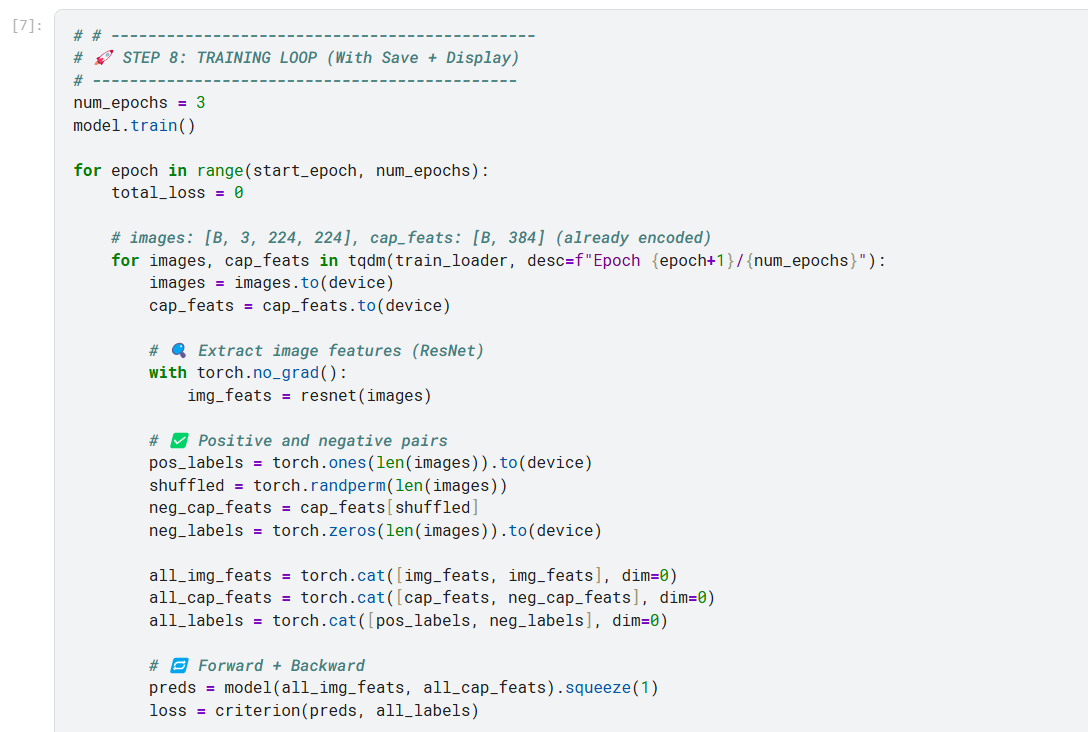 [7]:
# # ----------------------------------------------
# 🚀 STEP 8: TRAINING LOOP (With Save + Display)
# ----------------------------------------------
num_epochs = 3
model.train()
for epoch in range(start_epoch, num_epochs):
    total_loss = 0
    # images: [B, 3, 224, 224], cap_feats: [B, 384] (already encoded)
    for images, cap_feats in tqdm(train_loader, desc=f"Epoch {epoch+1}/{num_epochs}"):
        images = images.to(device)
        cap_feats = cap_feats.to(device)
        # 🔍 Extract image features (ResNet)
        with torch.no_grad():
            img_feats = resnet(images)
        # ✅ Positive and negative pairs
        pos_labels = torch.ones(len(images)).to(device)
        shuffled = torch.randperm(len(images))
        neg_cap_feats = cap_feats[shuffled]
        neg_labels = torch.zeros(len(images)).to(device)
        all_img_feats = torch.cat([img_feats, img_feats], dim=0)
        all_cap_feats = torch.cat([cap_feats, neg_cap_feats], dim=0)
        all_labels = torch.cat([pos_labels, neg_labels], dim=0)
        # 🔁 Forward + Backward
        preds = model(all_img_feats, all_cap_feats).squeeze(1)
        loss = criterion(preds, all_labels)